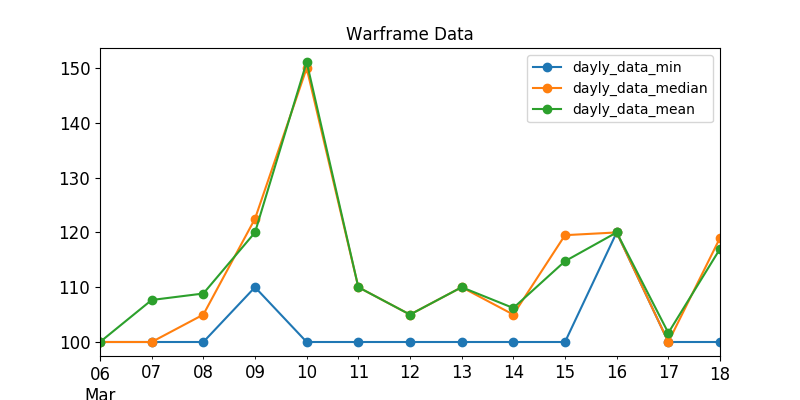 Warframe Data
dayly_data_min
dayly_data_median
dayly_data_mean
150
140
130
120
110
100
06 07 08 09 10 11 12 13 14 15 16 17 18
Mar